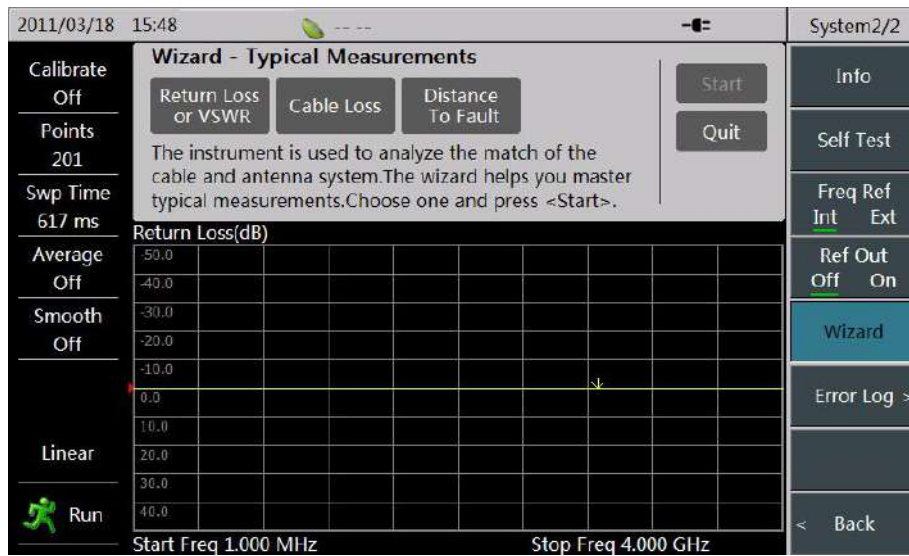 2011/03/18 15:48 -- --
System2/2
Calibrate
Off
Points
201
Swp Time
617 ms
Average
Off
Smooth
Off
Linear
Run
Wizard - Typical Measurements
Return Loss
or VSWR
Cable Loss
Distance
To Fault
Start
Quit
The instrument is used to analyze the match of the
cable and antenna system.The wizard helps you master
typical measurements.Choose one and press <Start>.
Return Loss(dB)
-50.0
-40.0
-30.0
-20.0
-10.0
0.0
10.0
20.0
30.0
40.0
Start Freq 1.000 MHz Stop Freq 4.000 GHz
Info
Self Test
Freq Ref
Int Ext
Ref Out
Off On
Wizard
Error Log >
< Back